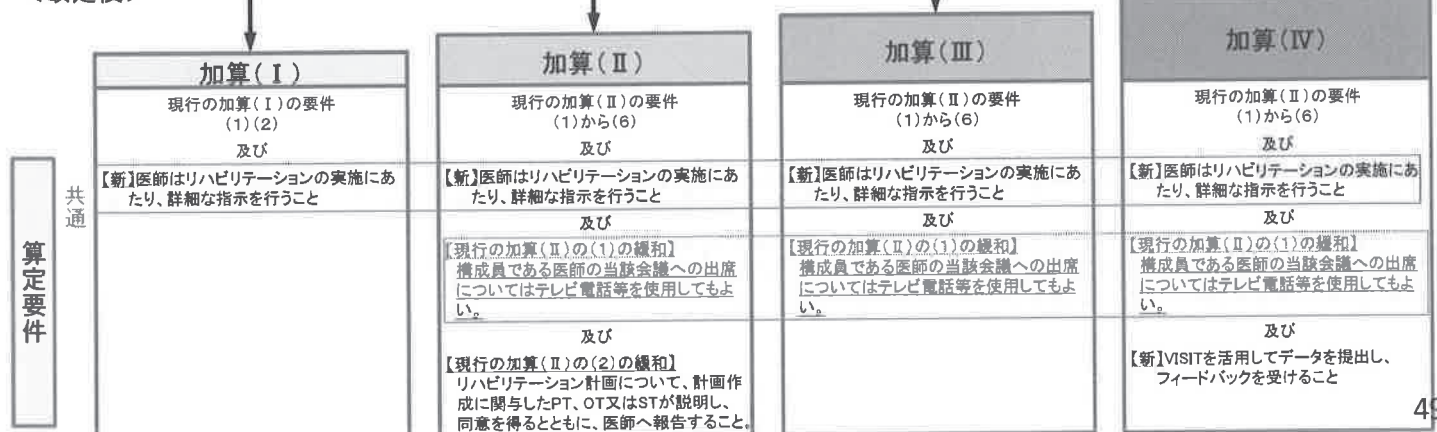 加算(Ⅰ)
現行の加算(Ⅰ)の要件
(1)(2)
及び
【新】医師はリハビリテーションの実施にあ
たり、詳細な指示を行うこと
加算(Ⅱ)
現行の加算(Ⅱ)の要件
(1)から(6)
及び
【新】医師はリハビリテーションの実施にあ
たり、詳細な指示を行うこと
及び
【現行の加算(Ⅱ)の(1)の緩和】
構成員である医師の当該会議への出席
についてはテレビ電話等を使用してもよ
い。
及び
【現行の加算(Ⅱ)の(2)の緩和】
リハビリテーション計画について、計画作
成に関与したPT、OT又はSTが説明し、
同意を得るとともに、医師へ報告すること。
加算(Ⅲ)
現行の加算(Ⅱ)の要件
(1)から(6)
及び
【新】医師はリハビリテーションの実施にあ
たり、詳細な指示を行うこと
及び
【現行の加算(Ⅱ)の(1)の緩和】
構成員である医師の当該会議への出席
についてはテレビ電話等を使用してもよ
い。
加算(Ⅳ)
現行の加算(Ⅱ)の要件
(1)から(6)
及び
【新】医師はリハビリテーションの実施にあ
たり、詳細な指示を行うこと
及び
【現行の加算(Ⅱ)の(1)の緩和】
構成員である医師の当該会議への出席
についてはテレビ電話等を使用してもよ
い。
及び
【新】VISITを活用してデータを提出し、
フィードバックを受けること
共通
算定要件